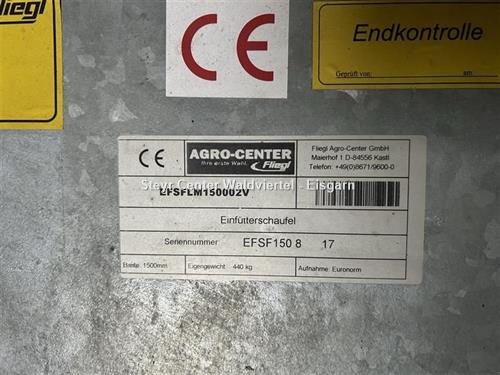 Fliegl
CE
Endkontrolle
Geprüft von: am:
CE
AGRO-CENTER
Ihre erste Wahl. Fliegl
Fliegl Agro-Center GmbH
Maierhof 1 D-84556 Kastl
Telefon: +49(0)8671/9600-0
Steyr Center Waldviertel - Eisgarn
EFSFLM150002V
Einfütterschaufel
Seriennummer EFSF150 8 17
Breite: 1500mm Eigengewicht: 440 kg Aufnahme: Euronorm